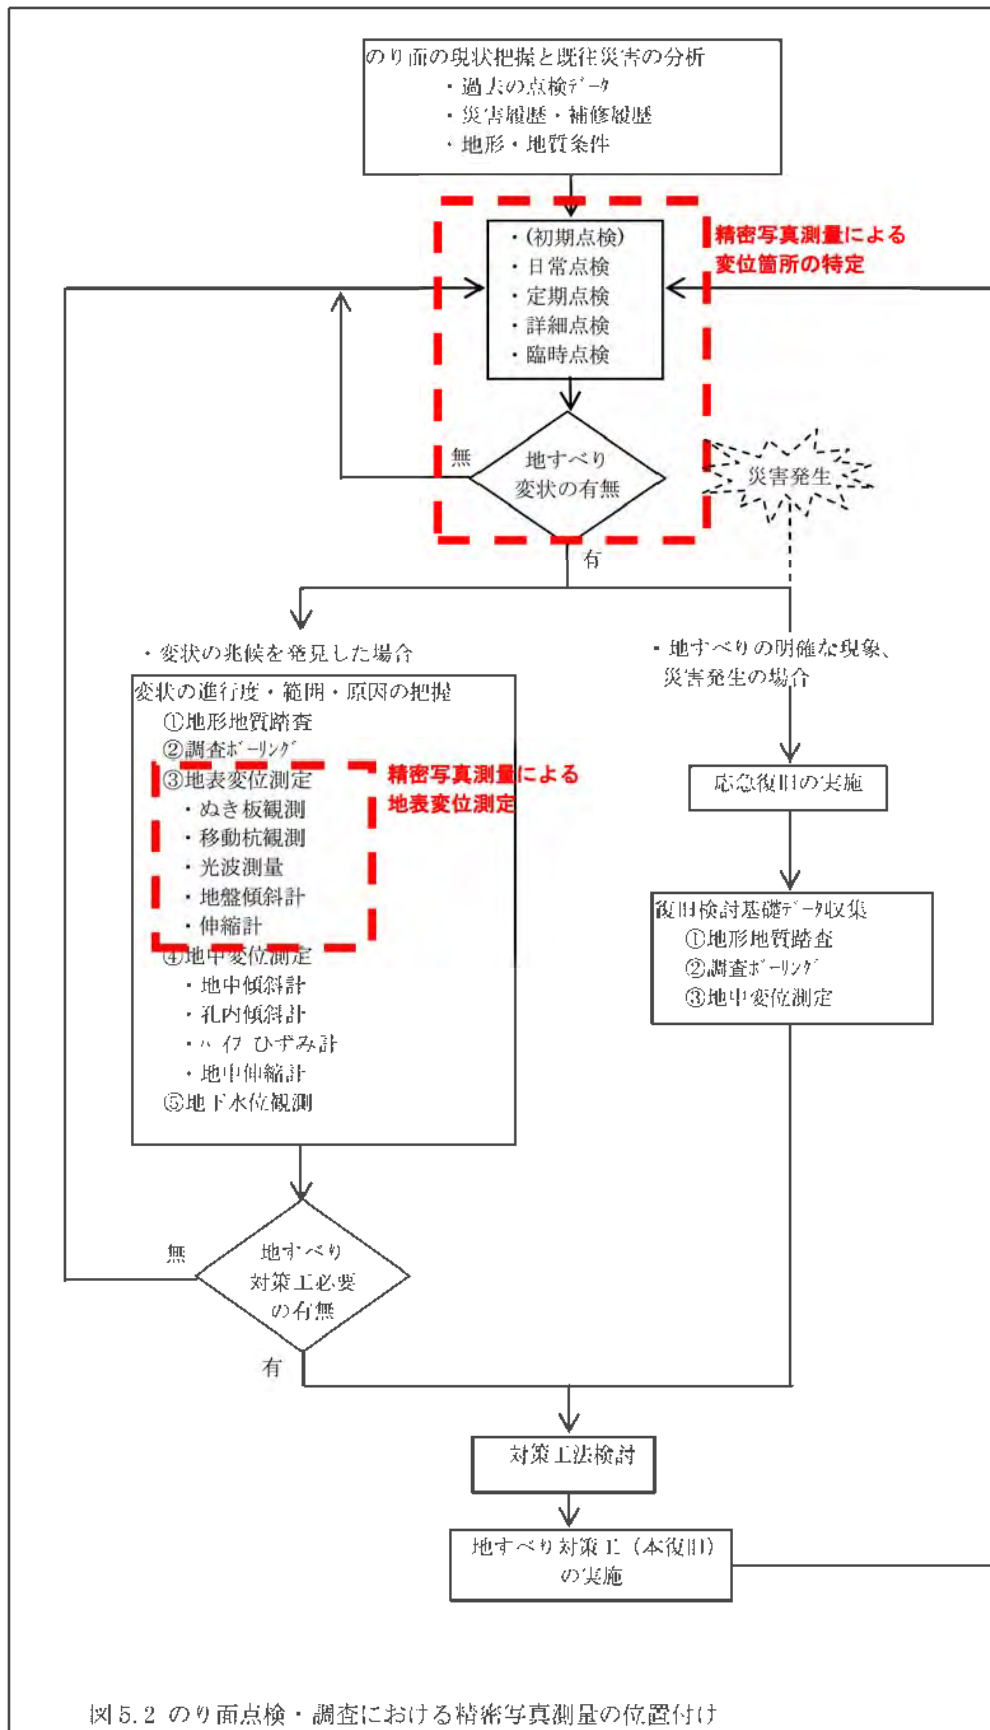 のり面の現状把握と既往災害の分析
・過去の点検ﾃﾞｰﾀ
・災害履歴・補修履歴
・地形・地質条件
精密写真測量による
変位箇所の特定
・(初期点検)
・日常点検
・定期点検
・詳細点検
・臨時点検
無
地すべり
変状の有無
災害発生
有
・変状の兆候を発見した場合
・地すべりの明確な現象、
災害発生の場合
変状の進行度・範囲・原因の把握
①地形地質踏査
②調査ﾎﾞｰﾘﾝｸﾞ
③地表変位測定
・ぬき板観測
・移動杭観測
・光波測量
・地盤傾斜計
・伸縮計
④地中変位測定
・地中傾斜計
・孔内傾斜計
・ﾊﾟｲﾌﾟひずみ計
・地中伸縮計
⑤地下水位観測
精密写真測量による
地表変位測定
応急復旧の実施
復旧検討基礎ﾃﾞｰﾀ収集
①地形地質踏査
②調査ﾎﾞｰﾘﾝｸﾞ
③地中変位測定
無
地すべり
対策工必要
の有無
有
対策工法検討
地すべり対策工（本復旧）
の実施
図5.2 のり面点検・調査における精密写真測量の位置付け